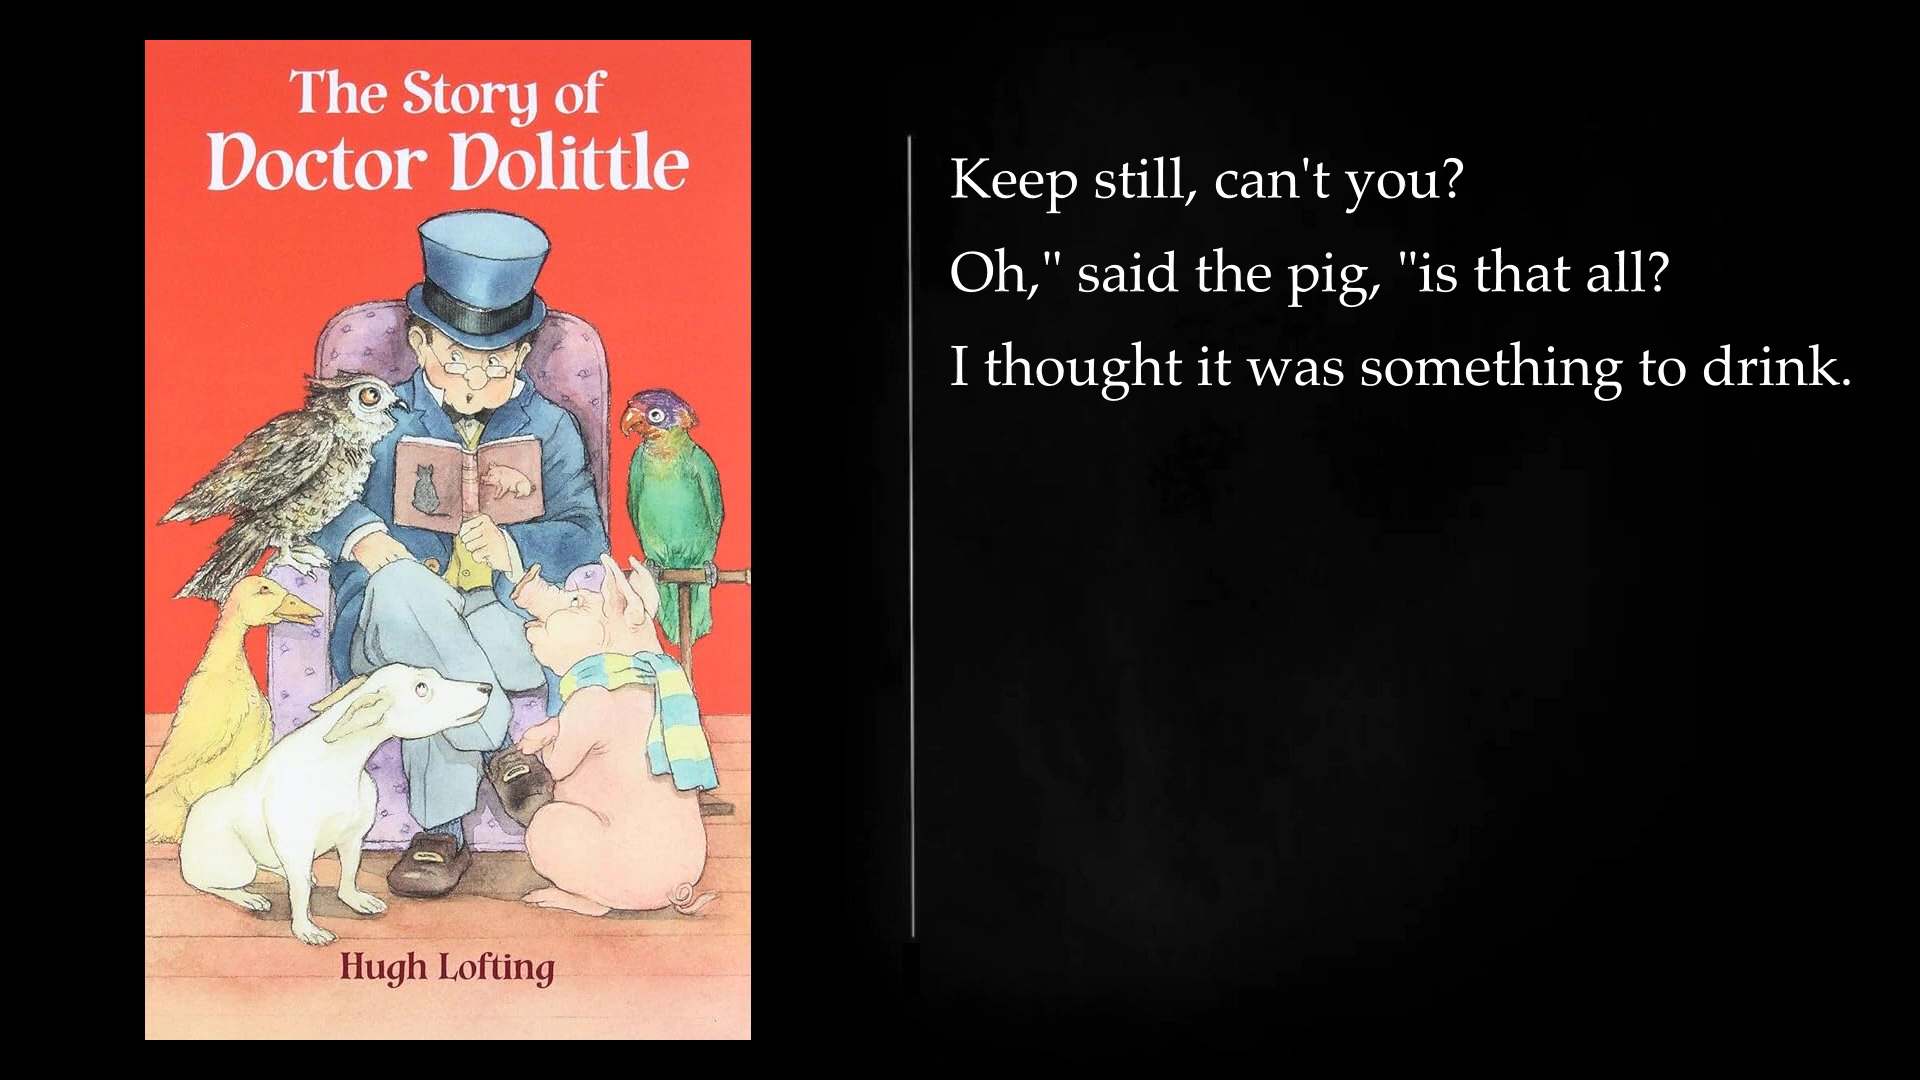 The Story of
Doctor Dolittle
Hugh Lofting
Keep still, can't you?
Oh," said the pig, "is that all?
I thought it was something to drink.